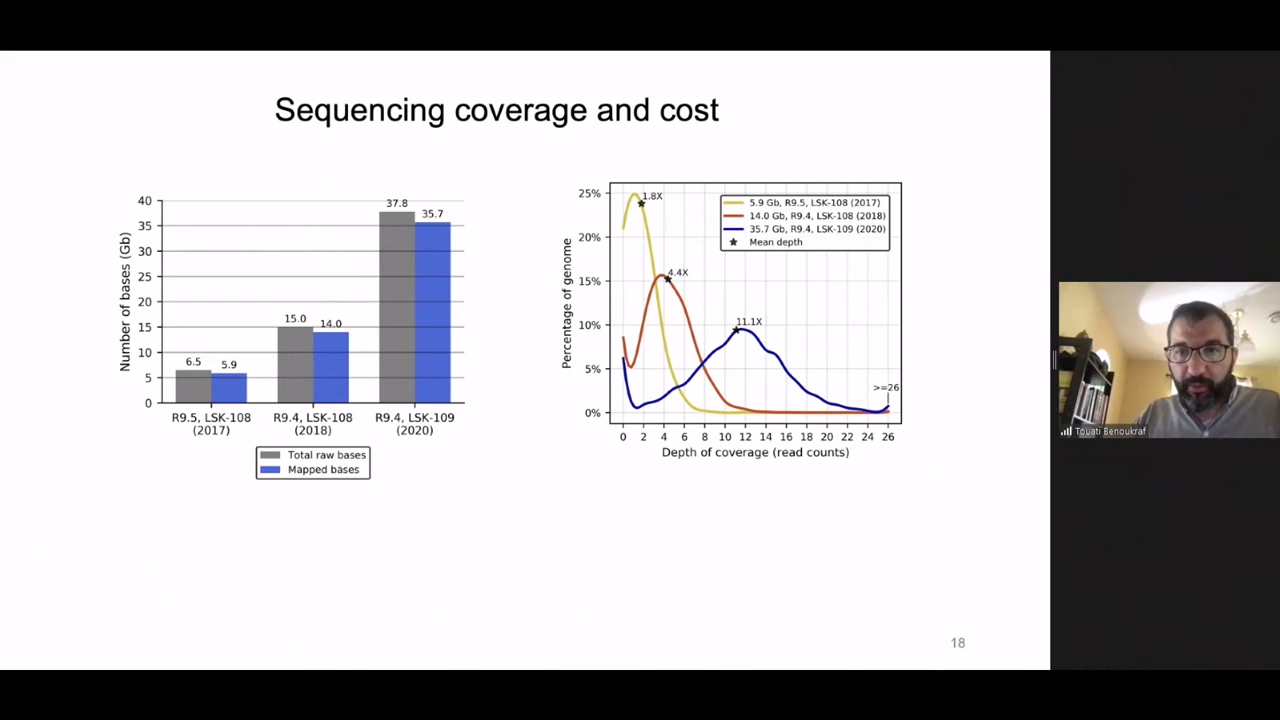 Sequencing coverage and cost
Number of bases (Gb)
40
35
30
25
20
15
10
5
0
6.5
5.9
15.0
14.0
37.8
35.7
R9.5, LSK-108
(2017)
R9.4, LSK-108
(2018)
R9.4, LSK-109
(2020)
Total raw bases
Mapped bases
Percentage of genome
25%
20%
15%
10%
5%
0%
1.8X
4.4X
11.1X
>=26
5.9 Gb, R9.5, LSK-108 (2017)
14.0 Gb, R9.4, LSK-108 (2018)
35.7 Gb, R9.4, LSK-109 (2020)
Mean depth
0 2 4 6 8 10 12 14 16 18 20 22 24 26
Depth of coverage (read counts)
Touati Benoukraf
18